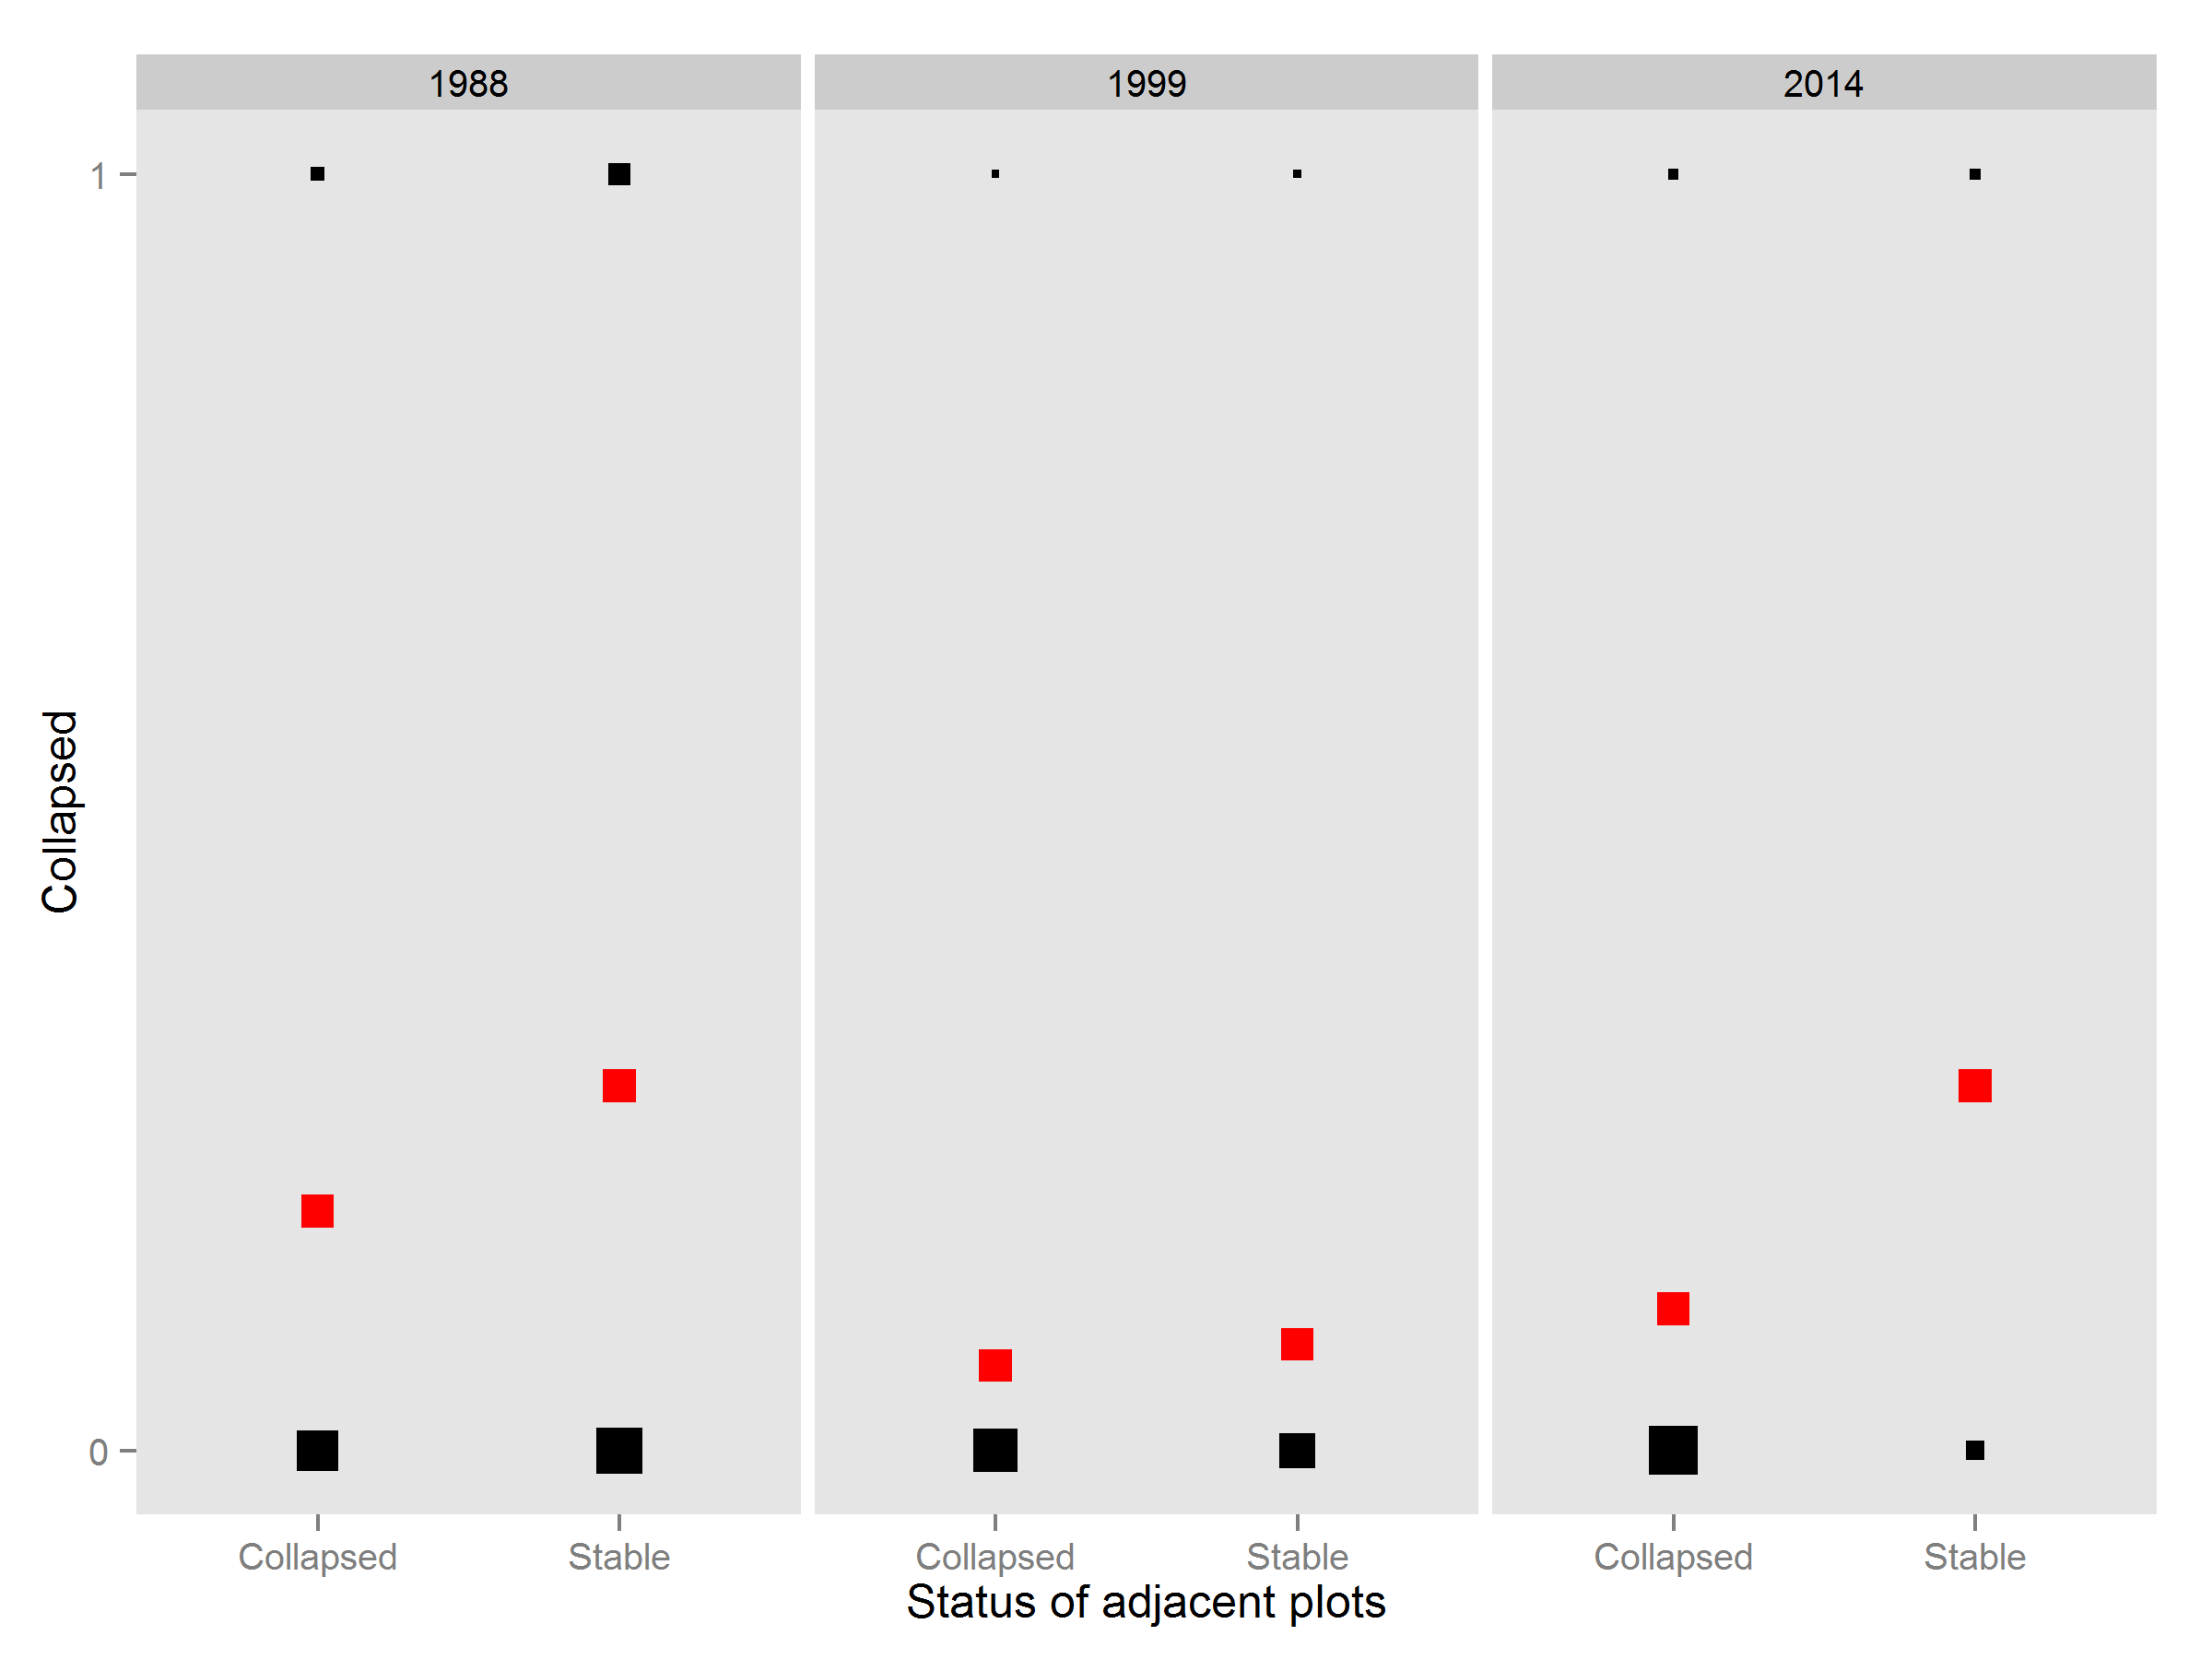 1988 1999 2014
1
Collapsed
0
Collapsed Stable Collapsed Stable Collapsed Stable
Status of adjacent plots